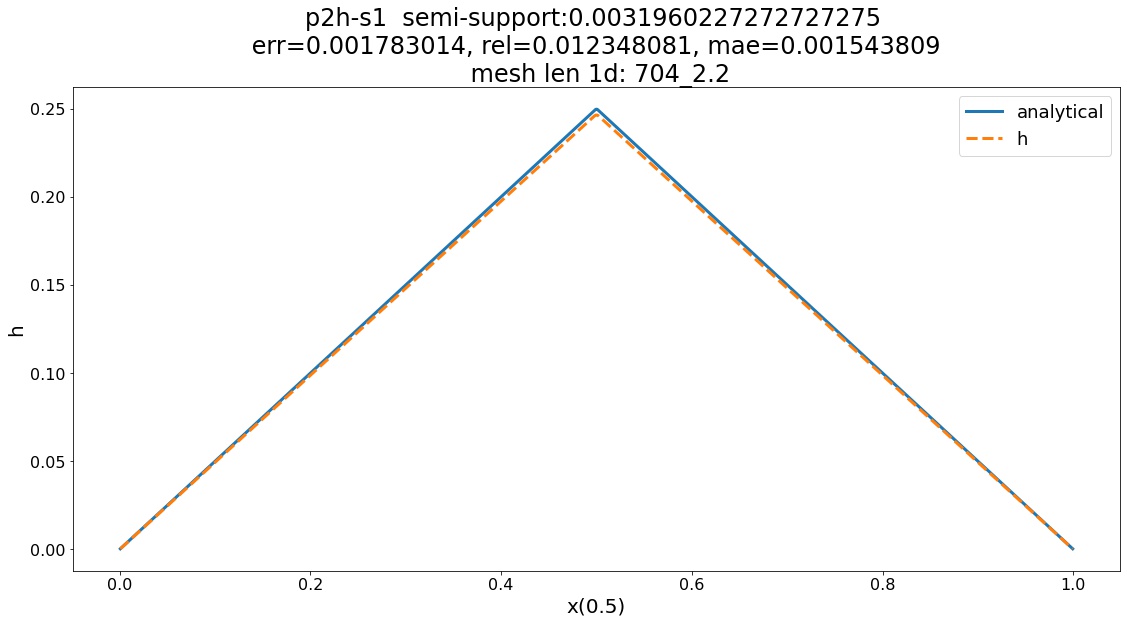 p2h-s1  semi-support:0.0031960227272727275
err=0.001783014, rel=0.012348081, mae=0.001543809
mesh len 1d: 704_2.2
analytical
h
0.25
0.20
0.15
0.10
0.05
0.00
h
0.0
0.2
0.4
0.6
0.8
1.0
x(0.5)